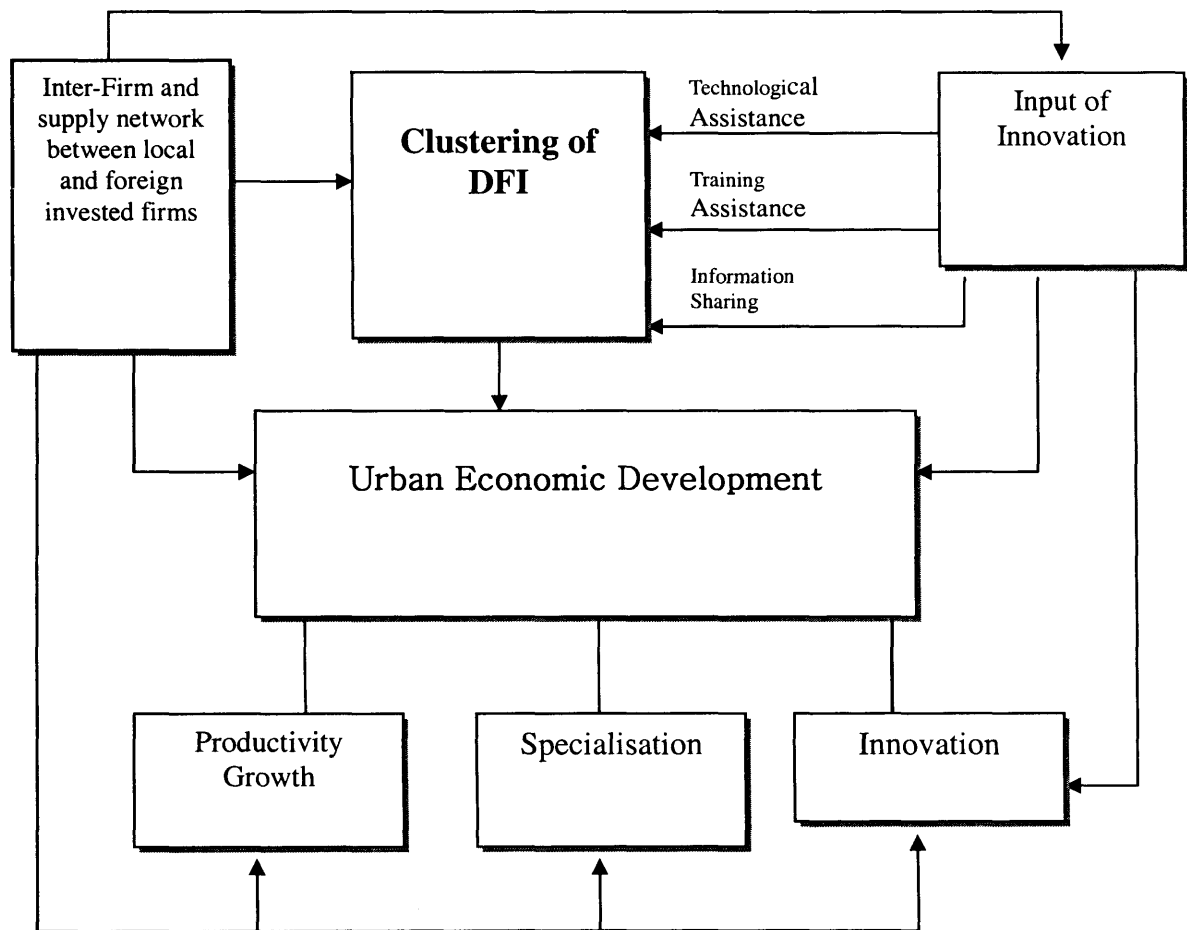 Inter-Firm and
supply network
between local
and foreign
invested firms
Clustering of
DFI
Technological
Assistance
Training
Assistance
Information
Sharing
Input of
Innovation
Urban Economic Development
Productivity
Growth
Specialisation
Innovation